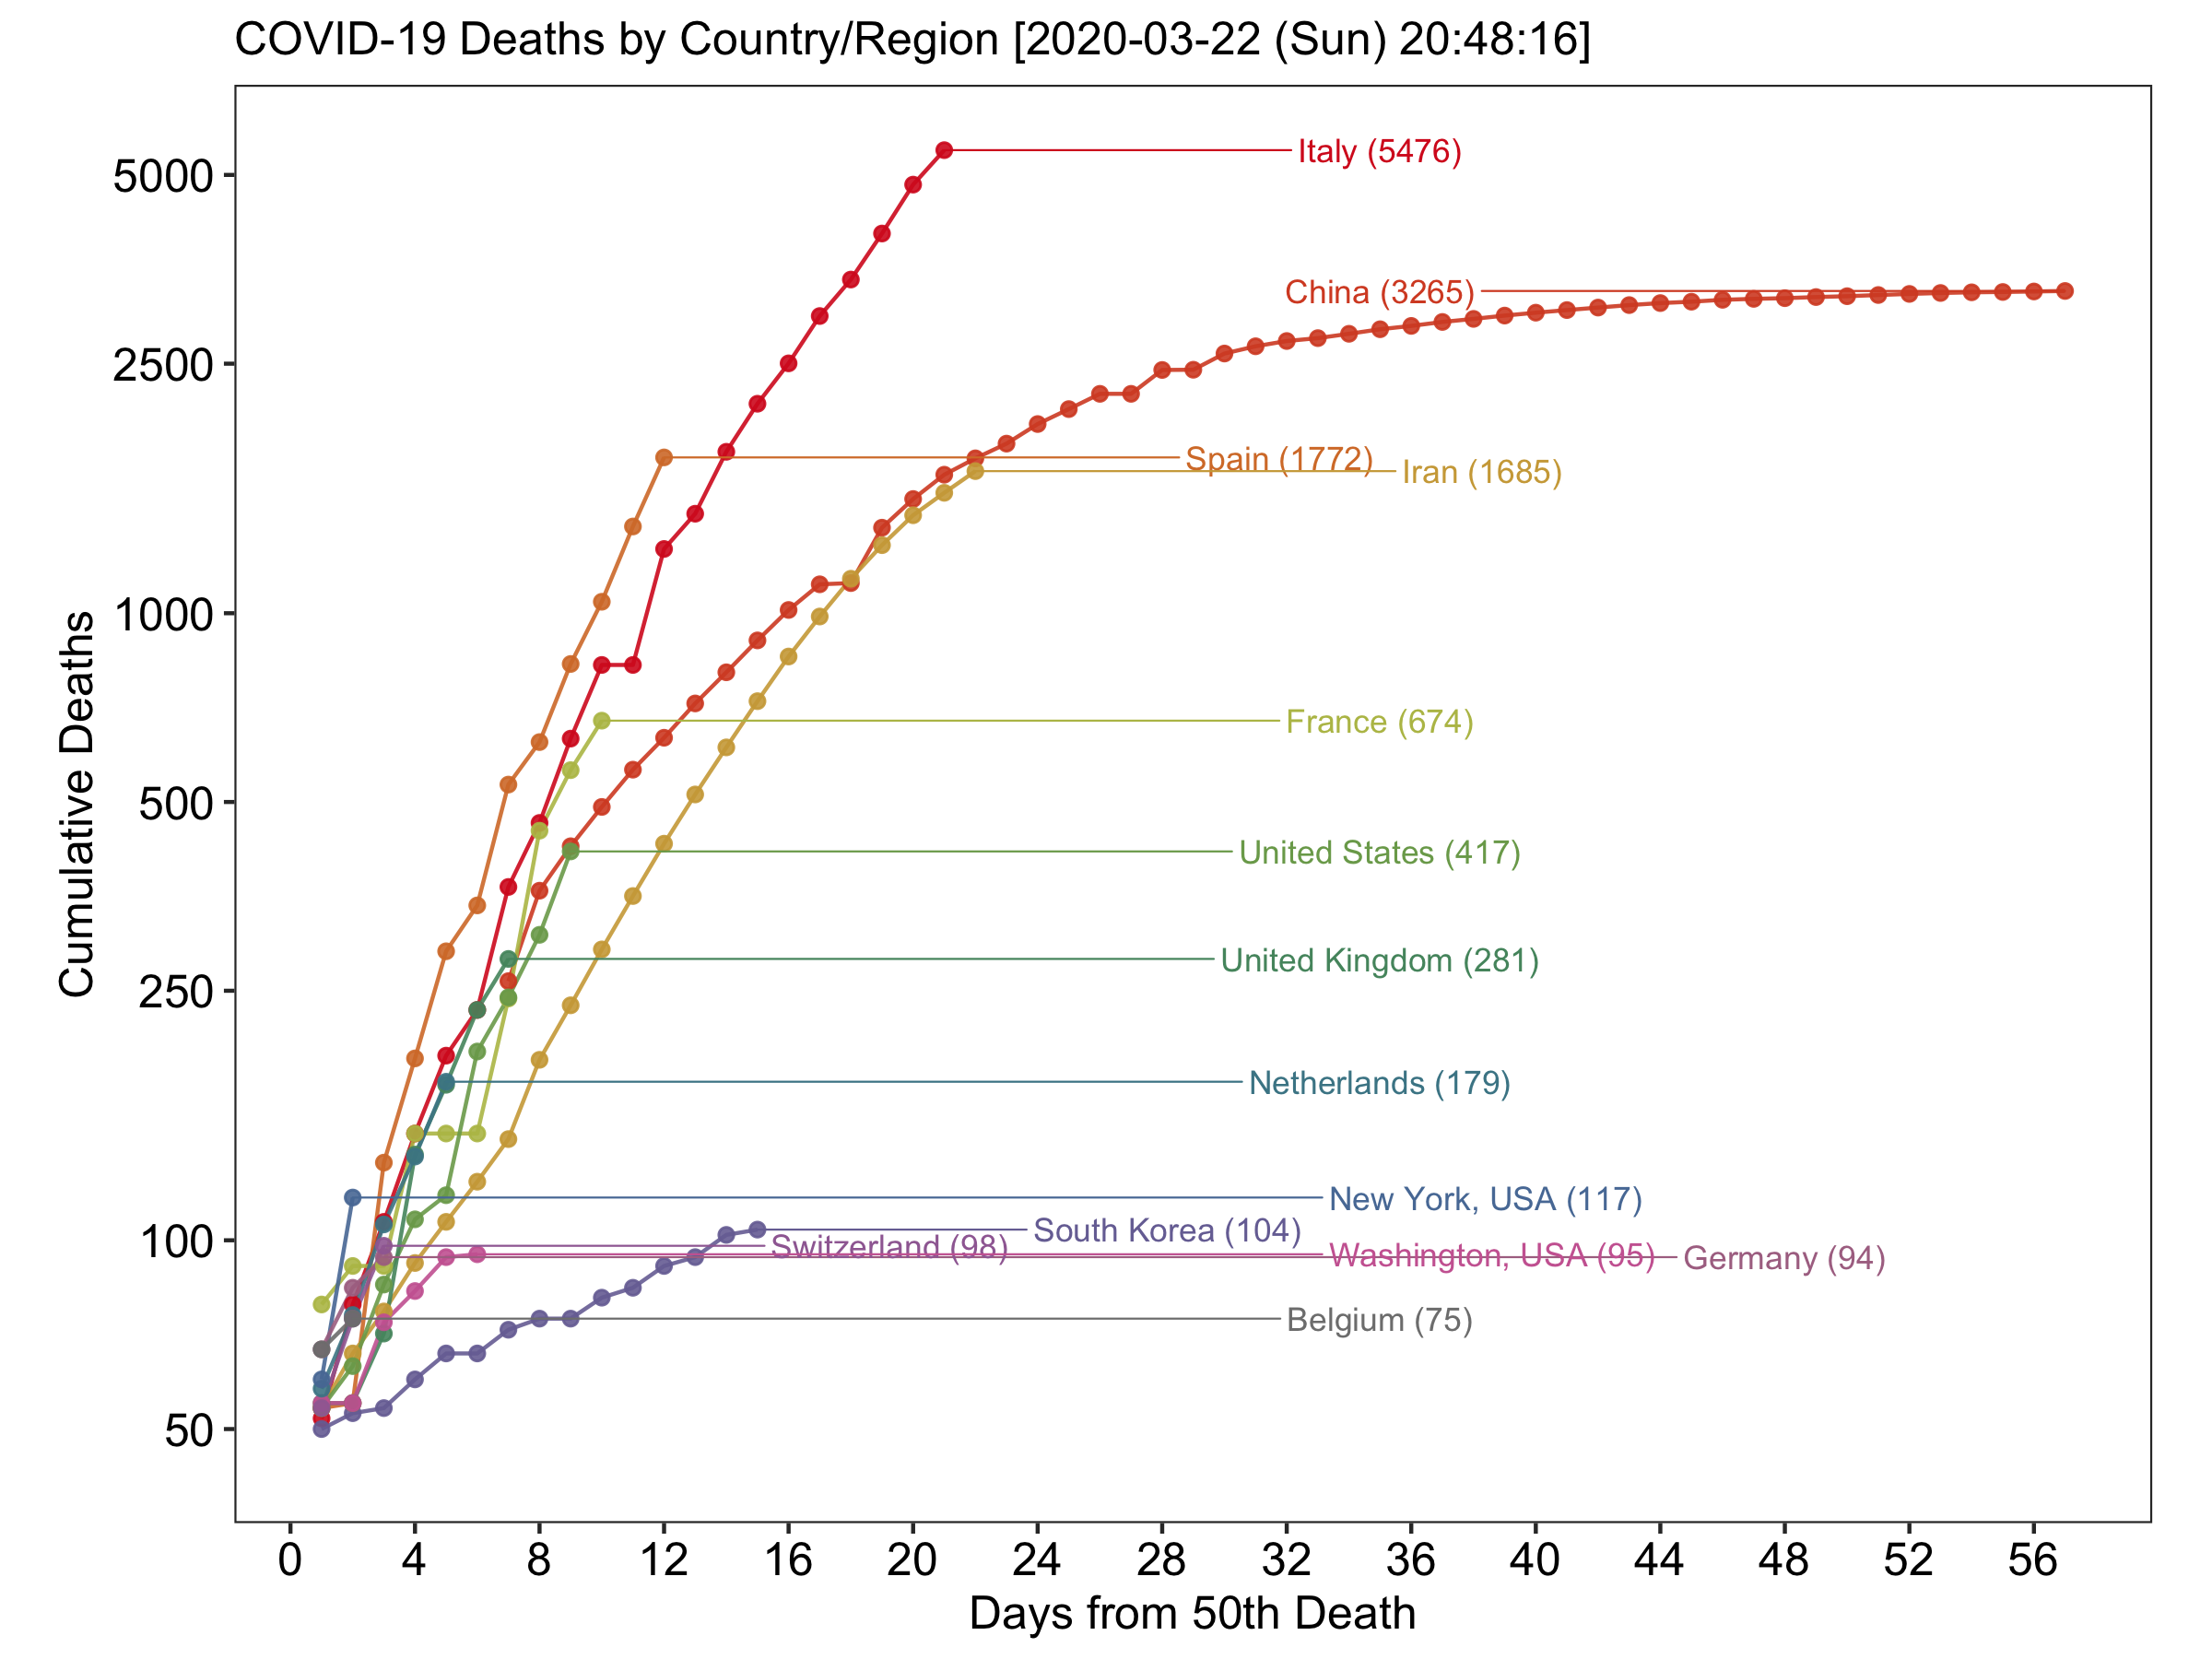 COVID-19 Deaths by Country/Region [2020-03-22 (Sun) 20:48:16]
Cumulative Deaths
5000
2500
1000
500
250
100
50
Italy (5476)
China (3265)
Spain (1772)
Iran (1685)
France (674)
United States (417)
United Kingdom (281)
Netherlands (179)
New York, USA (117)
South Korea (104)
Switzerland (98)
Washington, USA (95)
Germany (94)
Belgium (75)
0 4 8 12 16 20 24 28 32 36 40 44 48 52 56
Days from 50th Death